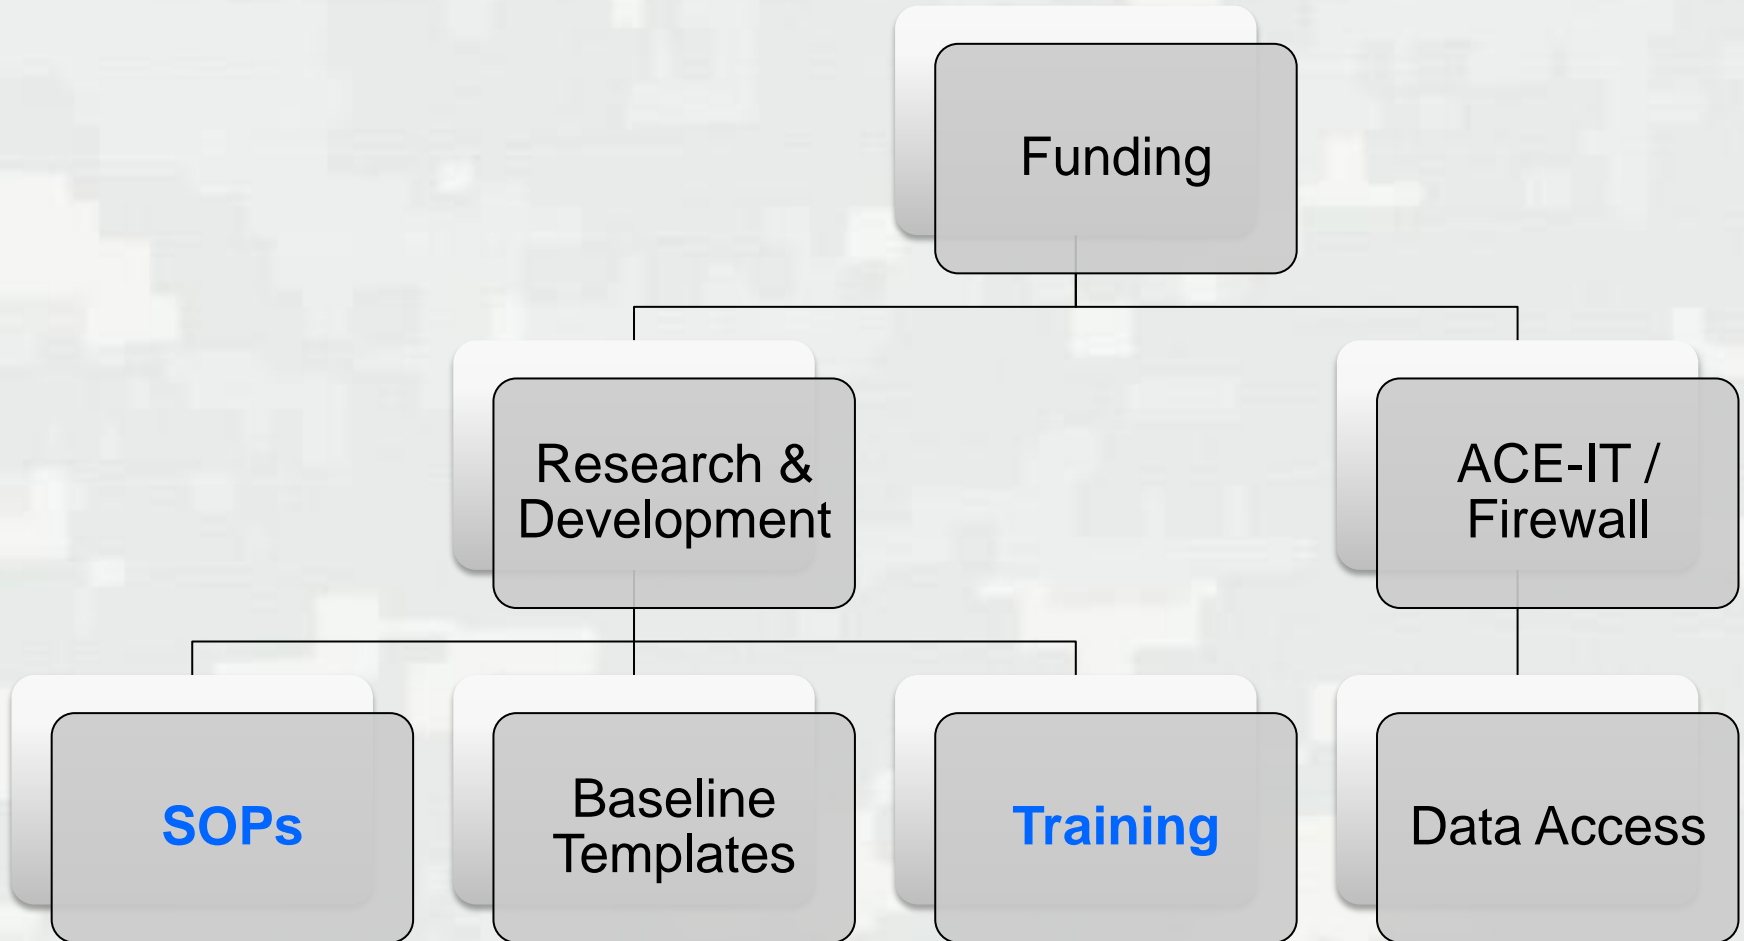 Funding
Research &
Development
ACE-IT /
Firewall
SOPs
Baseline
Templates
Training
Data Access